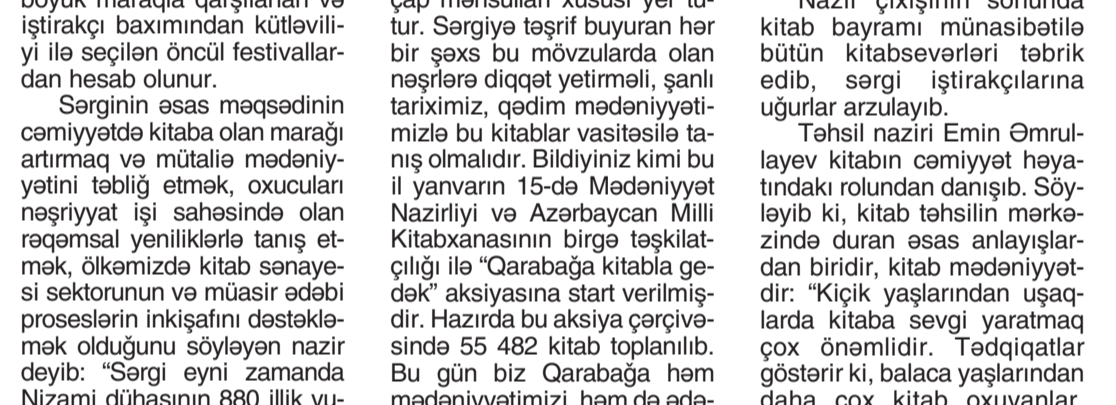 böyük maraqla qarşılanan və
iştirakçı baxımından kütləvili-
yi ilə seçilən öncül festivallar-
dan hesab olunur.
Sərginin əsas məqsədinin
cəmiyyətdə kitaba olan marağı
artırmaq və mütaliə mədəniy-
yətini təbliğ etmək, oxucuları
nəşriyyat işi sahəsində olan
rəqəmsal yeniliklərlə tanış et-
mək, ölkəmizdə kitab sənaye-
si sektorunun və müasir ədəbi
proseslərin inkişafını dəstəklə-
mək olduğunu söyləyən nazir
deyib: “Sərgi eyni zamanda
Nizami dühasının 880 illik yu-
çap məhsulları xüsusi yer tu-
tur. Sərgiyə təşrif buyuran hər
bir şəxs bu mövzularda olan
nəşrlərə diqqət yetirməli, şanlı
tariximiz, qədim mədəniyyəti-
mizlə bu kitablar vasitəsilə ta-
nış olmalıdır. Bildiyiniz kimi bu
il yanvarın 15-də Mədəniyyət
Nazirliyi və Azərbaycan Milli
Kitabxanasının birgə təşkilat-
çılığı ilə “Qarabağa kitabla ge-
dək” aksiyasına start verilmiş-
dir. Hazırda bu aksiya çərçivə-
sində 55 482 kitab toplanılıb.
Bu gün biz Qarabağa həm
mədəniyyətimizi, həm də ədə-
Nazir çıxışının sonunda
kitab bayramı münasibətilə
bütün kitabsevərləri təbrik
edib, sərgi iştirakçılarına
uğurlar arzulayıb.
Təhsil naziri Emin Əmrul-
layev kitabın cəmiyyət həya-
tındakı rolundan danışıb. Söy-
ləyib ki, kitab təhsilin mərkə-
zində duran əsas anlayışlar-
dan biridir, kitab mədəniyyət-
dir: “Kiçik yaşlarından uşaq-
larda kitaba sevgi yaratmaq
çox önəmlidir. Tədqiqatlar
göstərir ki, balaca yaşlarından
daha çox kitab oxuyanlar,